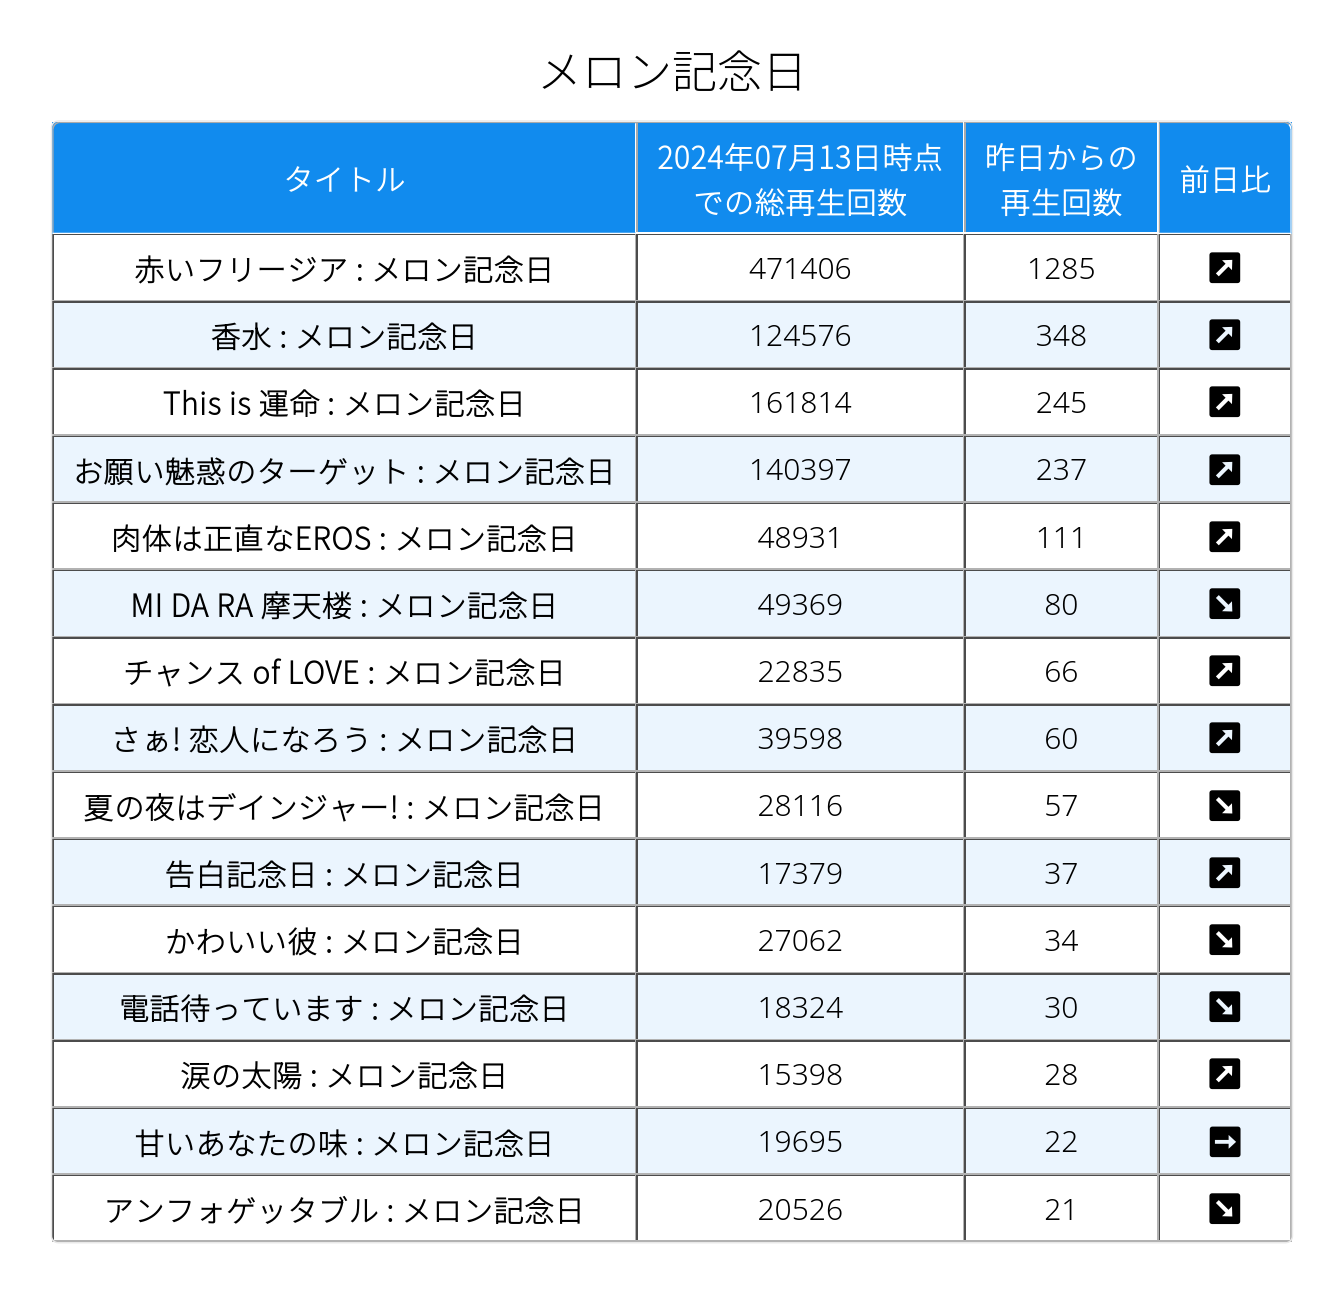 メロン記念日
タイトル
2024年07月13日時点
での総再生回数
昨日からの
再生回数
前日比
赤いフリージア : メロン記念日 471406 1285 ↗
香水 : メロン記念日 124576 348 ↗
This is 運命 : メロン記念日 161814 245 ↗
お願い魅惑のターゲット : メロン記念日 140397 237 ↗
肉体は正直なEROS : メロン記念日 48931 111 ↗
MI DA RA 摩天楼 : メロン記念日 49369 80 ↘
チャンス of LOVE : メロン記念日 22835 66 ↗
さぁ! 恋人になろう : メロン記念日 39598 60 ↗
夏の夜はデインジャー! : メロン記念日 28116 57 ↘
告白記念日 : メロン記念日 17379 37 ↗
かわいい彼 : メロン記念日 27062 34 ↘
電話待っています : メロン記念日 18324 30 ↘
涙の太陽 : メロン記念日 15398 28 ↗
甘いあなたの味 : メロン記念日 19695 22 →
アンフォゲッタブル : メロン記念日 20526 21 ↘